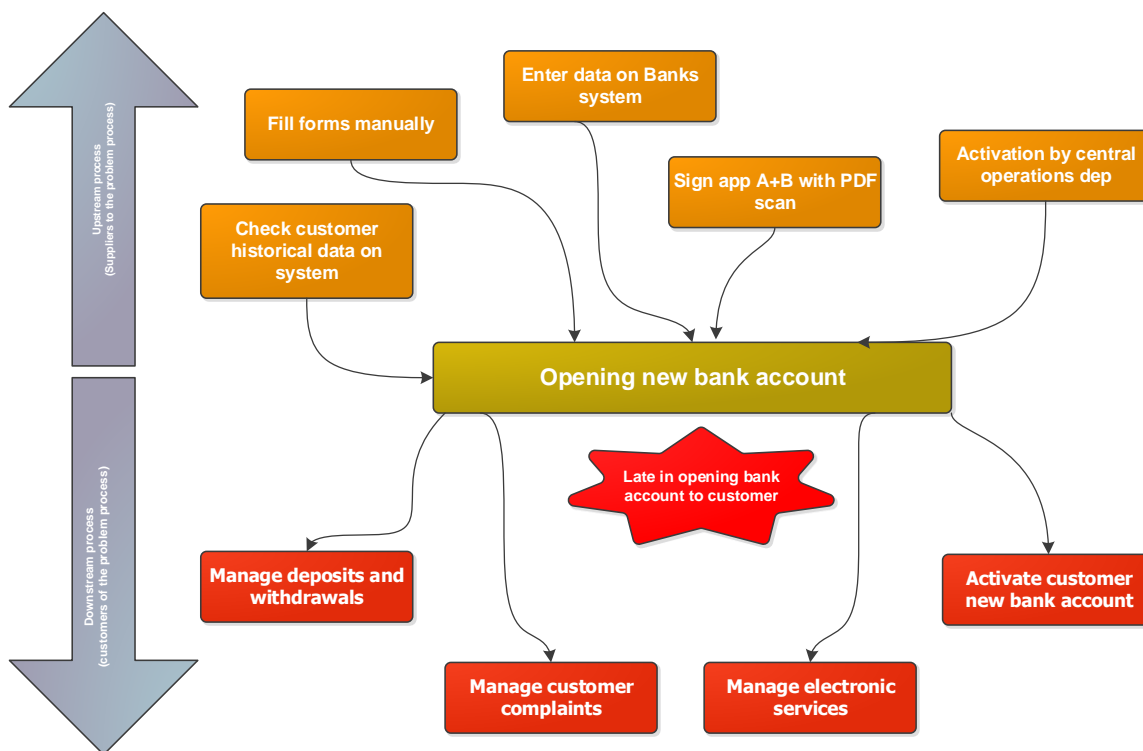 Enter data on Banks
system
Fill forms manually
Activation by central
operations dep
Sign app A+B with PDF
scan
Check customer
historical data on
system
Upstream process
(Suppliers to the problem process)
Opening new bank account
Late in opening bank
account to customer
Downstream process
(customers of the problem process)
Manage deposits and
withdrawals
Activate customer
new bank account
Manage customer
complaints
Manage electronic
services